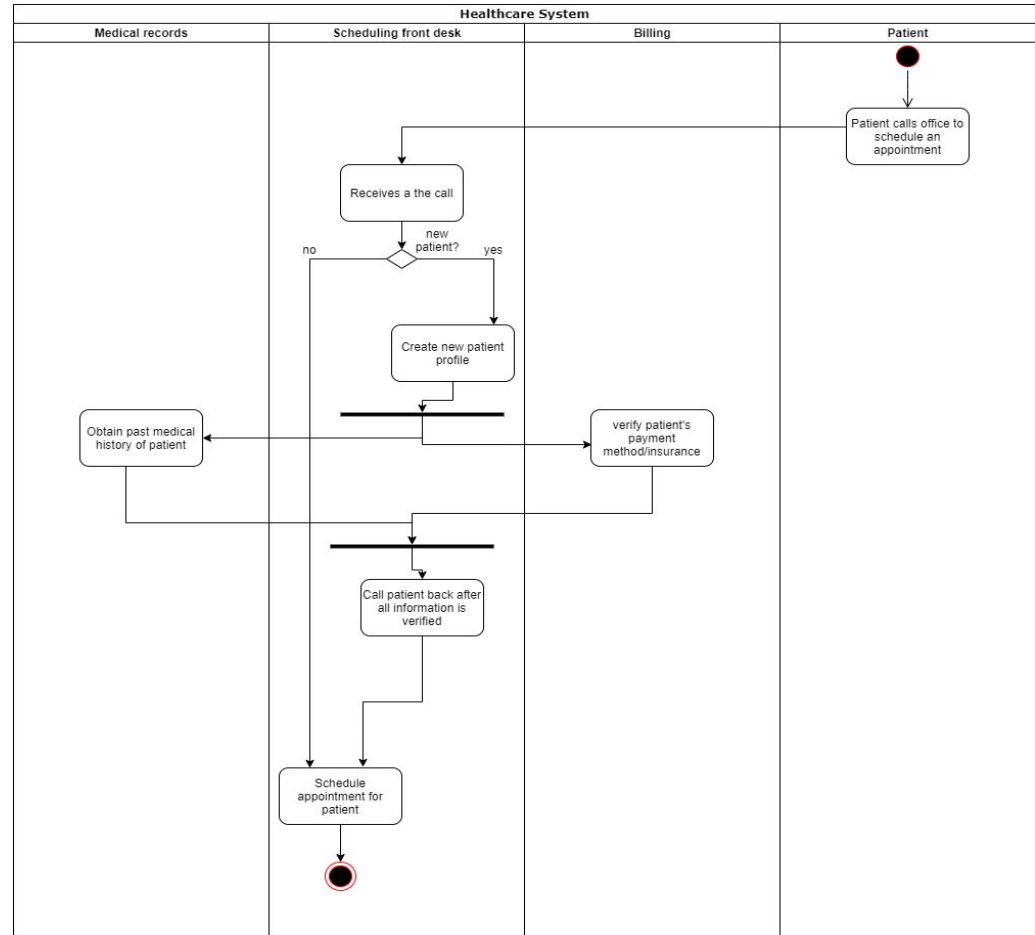 Healthcare System
Medical records
Scheduling front desk
Billing
Patient
Patient calls office to
schedule an
appointment
Receives a the call
new
patient?
no
yes
Create new patient
profile
Obtain past medical
history of patient
verify patient's
payment
method/insurance
Call patient back after
all information is
verified
Schedule
appointment for
patient